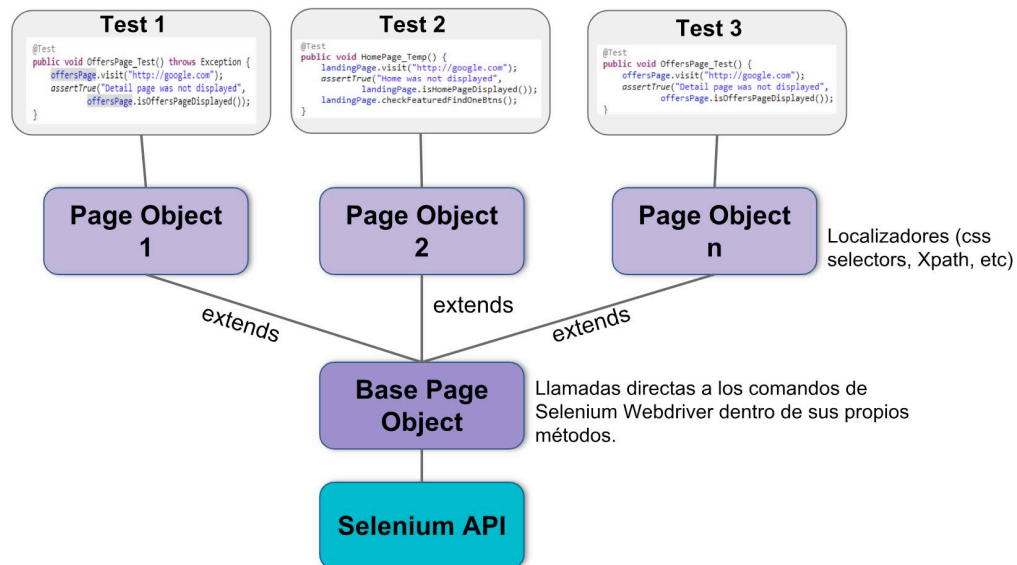 Test 1
@Test
public void OffersPage_Test() throws Exception {
offersPage.visit("http://google.com");
assertTrue("Detail page was not displayed",
offersPage.isOffersPageDisplayed());
}
Test 2
@Test
public void HomePage_Temp() {
landingPage.visit("http://google.com");
assertTrue("Home was not displayed",
landingPage.isHomePageDisplayed());
landingPage.checkFeaturedFindOneBtns();
}
Test 3
@Test
public void OffersPage_Test() {
offersPage.visit("http://google.com");
assertTrue("Detail page was not displayed",
offersPage.isOffersPageDisplayed());
}
Page Object
1
Page Object
2
Page Object
n
Localizadores (css
selectors, Xpath, etc)
extends
extends
extends
Base Page
Object
Llamadas directas a los comandos de
Selenium Webdriver dentro de sus propios
métodos.
Selenium API